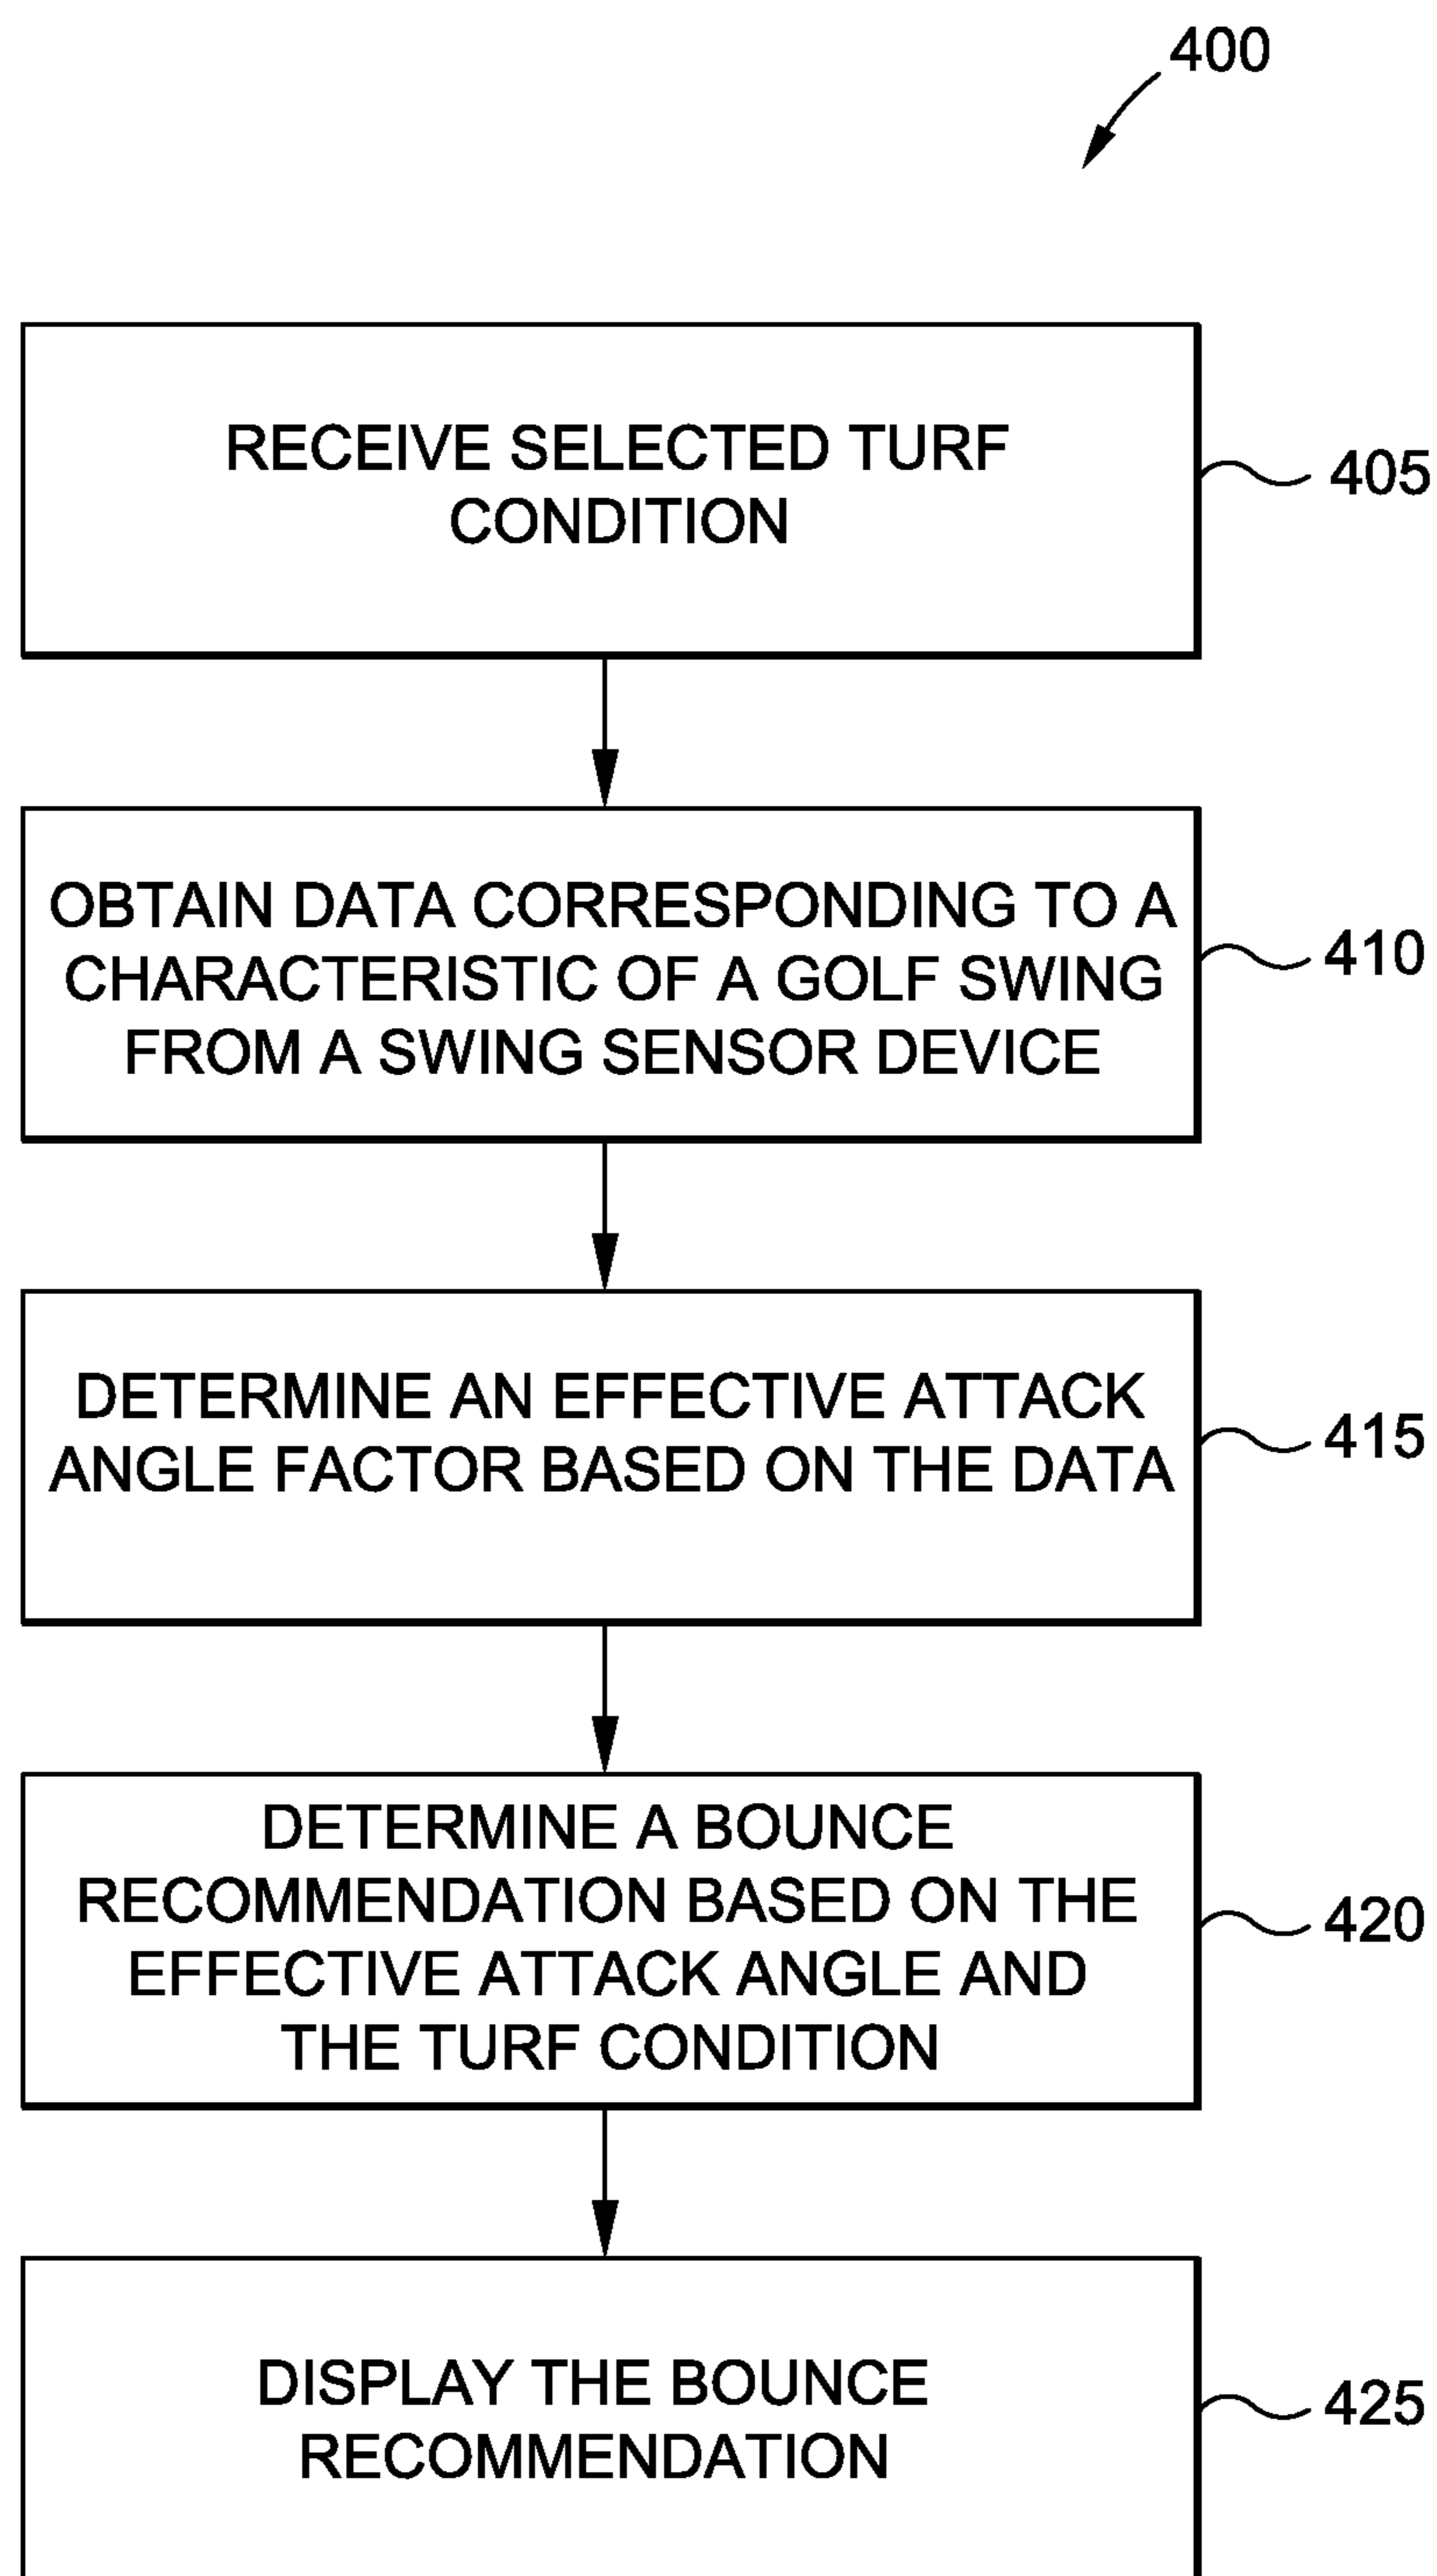 400
RECEIVE SELECTED TURF
CONDITION
405
OBTAIN DATA CORRESPONDING TO A
CHARACTERISTIC OF A GOLF SWING
FROM A SWING SENSOR DEVICE
410
DETERMINE AN EFFECTIVE ATTACK
ANGLE FACTOR BASED ON THE DATA
415
DETERMINE A BOUNCE
RECOMMENDATION BASED ON THE
EFFECTIVE ATTACK ANGLE AND
THE TURF CONDITION
420
DISPLAY THE BOUNCE
RECOMMENDATION
425